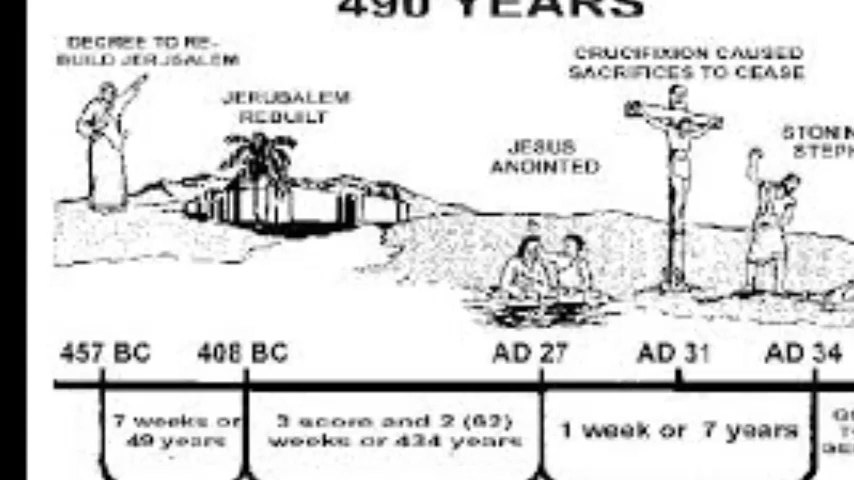 490 YEARS
DECREE TO RE-
BUILD JERUSALEM
JERUSALEM
REBUILT
CRUCIFIXION CAUSED
SACRIFICES TO CEASE
JESUS
ANOINTED
457 BC
408 BC
AD 27
AD 31
AD 34
7 weeks or
49 years
3 score and 2 (62)
weeks or 434 years
1 week or 7 years